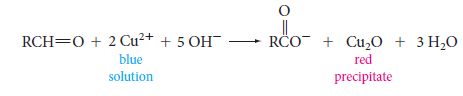 O
RCH=O + 2 Cu²⁺ + 5 OH⁻ ⟶ RCO⁻ + Cu₂O + 3 H₂O
blue red
solution precipitate